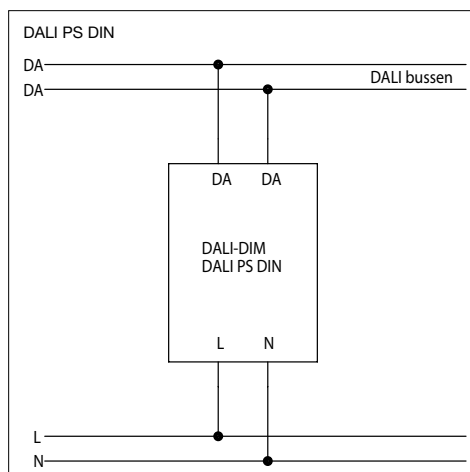 DALI PS DIN
DA
DALI bussen
DA
DA DA
DALI-DIM
DALI PS DIN
L N
L
N